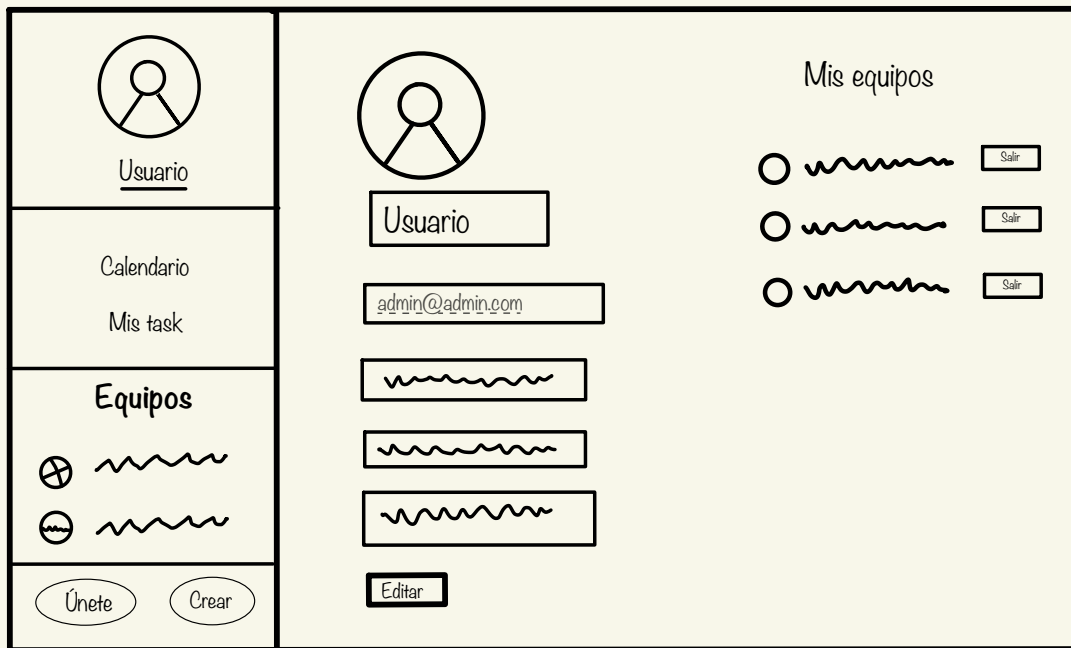 Usuario
Calendario
Mis task
Equipos
Únete
Crear
Usuario
admin@admin.com
Editar
Mis equipos
Salir
Salir
Salir